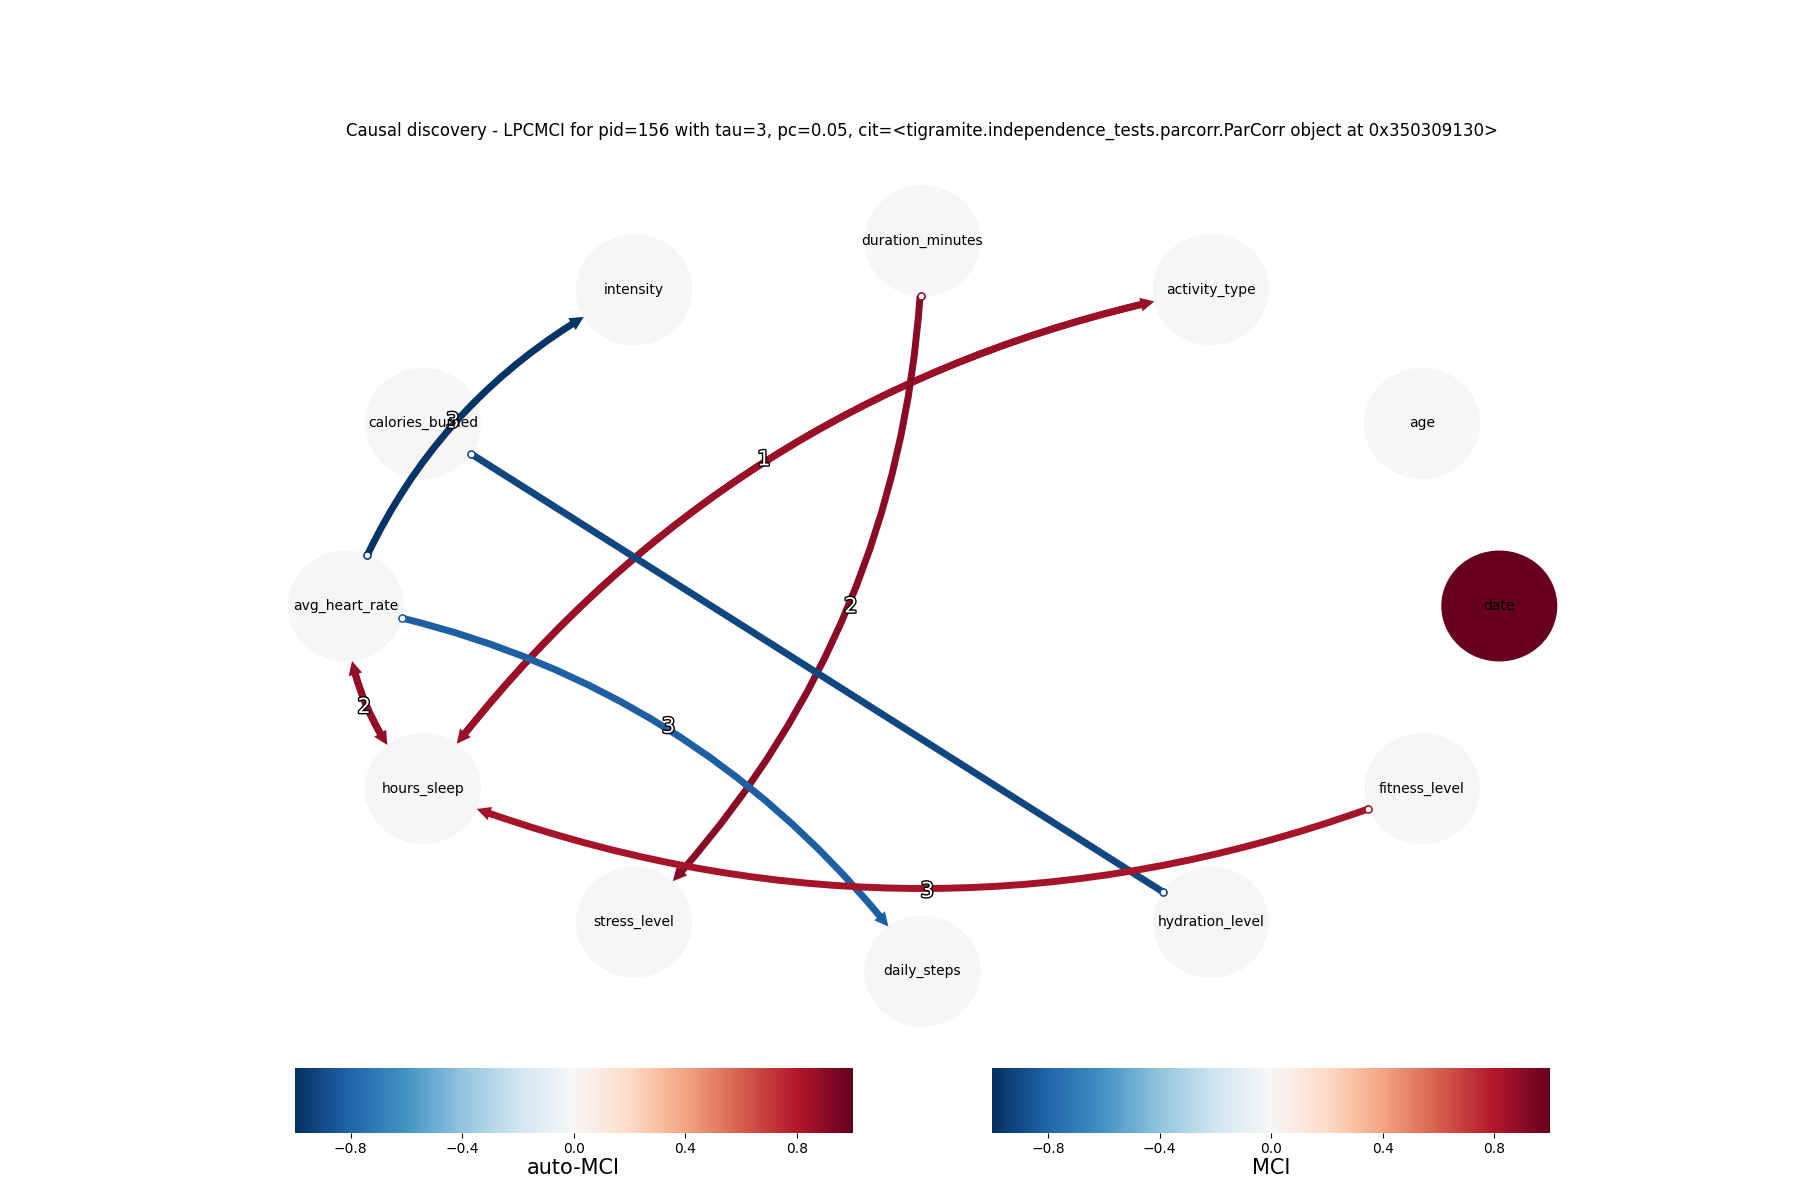 Causal discovery - LPCMCI for pid=156 with tau=3, pc=0.05, cit=<tigramite.independence_tests.parcorr.ParCorr object at 0x350309130>
duration_minutes
intensity
activity_type
3
calories_burned
age
1
avg_heart_rate
2
date
2
3
hours_sleep
fitness_level
3
stress_level
hydration_level
daily_steps
−0.8 −0.4 0.0 0.4 0.8
auto-MCI
−0.8 −0.4 0.0 0.4 0.8
MCI